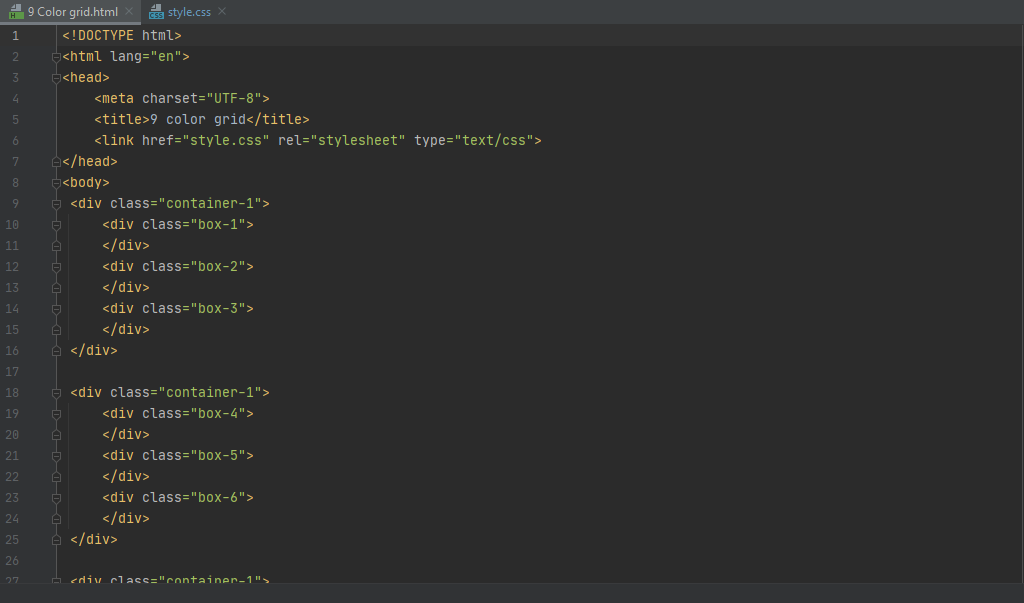 9 Color grid.html style.css
1 <!DOCTYPE html>
2 <html lang="en">
3 <head>
4 <meta charset="UTF-8">
5 <title>9 color grid</title>
6 <link href="style.css" rel="stylesheet" type="text/css">
7 </head>
8 <body>
9 <div class="container-1">
10 <div class="box-1">
11 </div>
12 <div class="box-2">
13 </div>
14 <div class="box-3">
15 </div>
16 </div>
17
18 <div class="container-1">
19 <div class="box-4">
20 </div>
21 <div class="box-5">
22 </div>
23 <div class="box-6">
24 </div>
25 </div>
26
27 <div class="container-1">